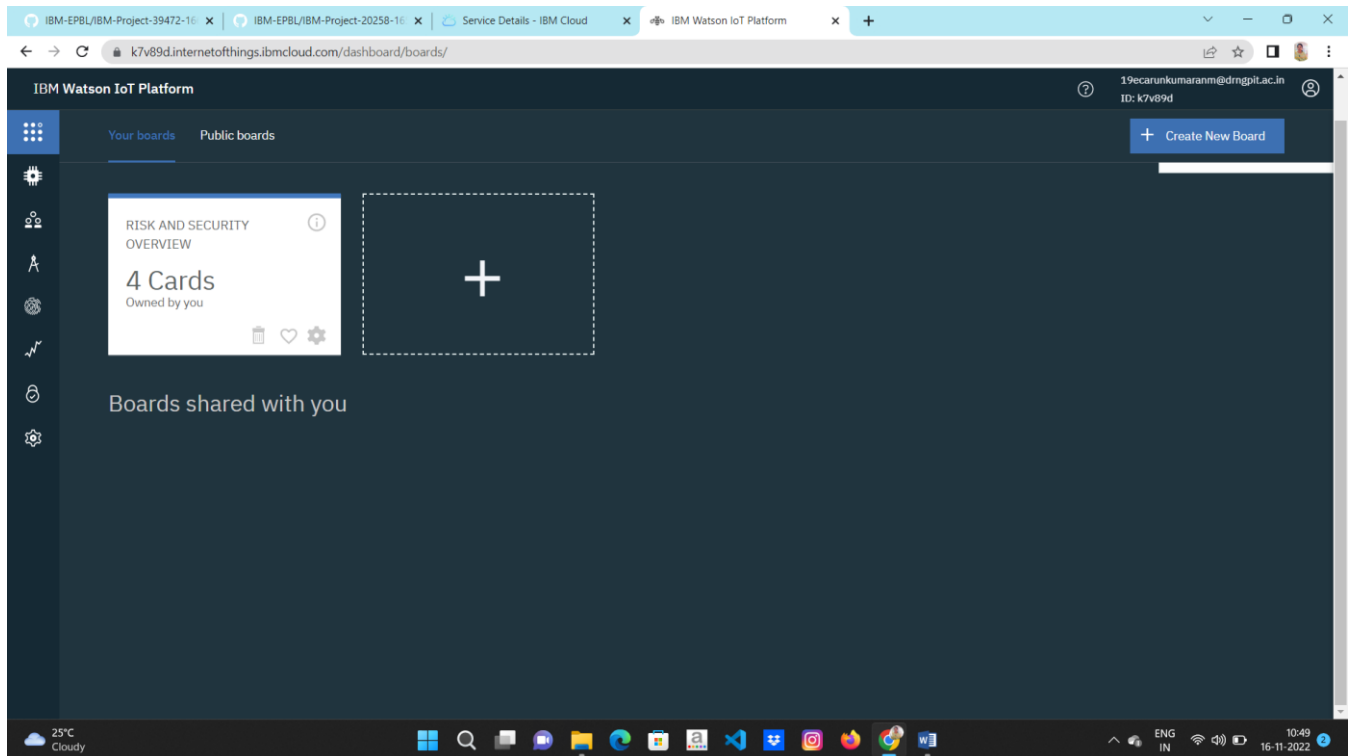 IBM-EPBL/IBM-Project-39472-16
IBM-EPBL/IBM-Project-20258-16
Service Details - IBM Cloud
IBM Watson IoT Platform
k7v89d.internetofthings.ibmcloud.com/dashboard/boards/
IBM Watson IoT Platform
19ecarunkumaranm@drngpit.ac.in
ID: k7v89d
Your boards
Public boards
+ Create New Board
RISK AND SECURITY
OVERVIEW
4 Cards
Owned by you
Boards shared with you
25°C
Cloudy
ENG
IN
10:49
16-11-2022
2